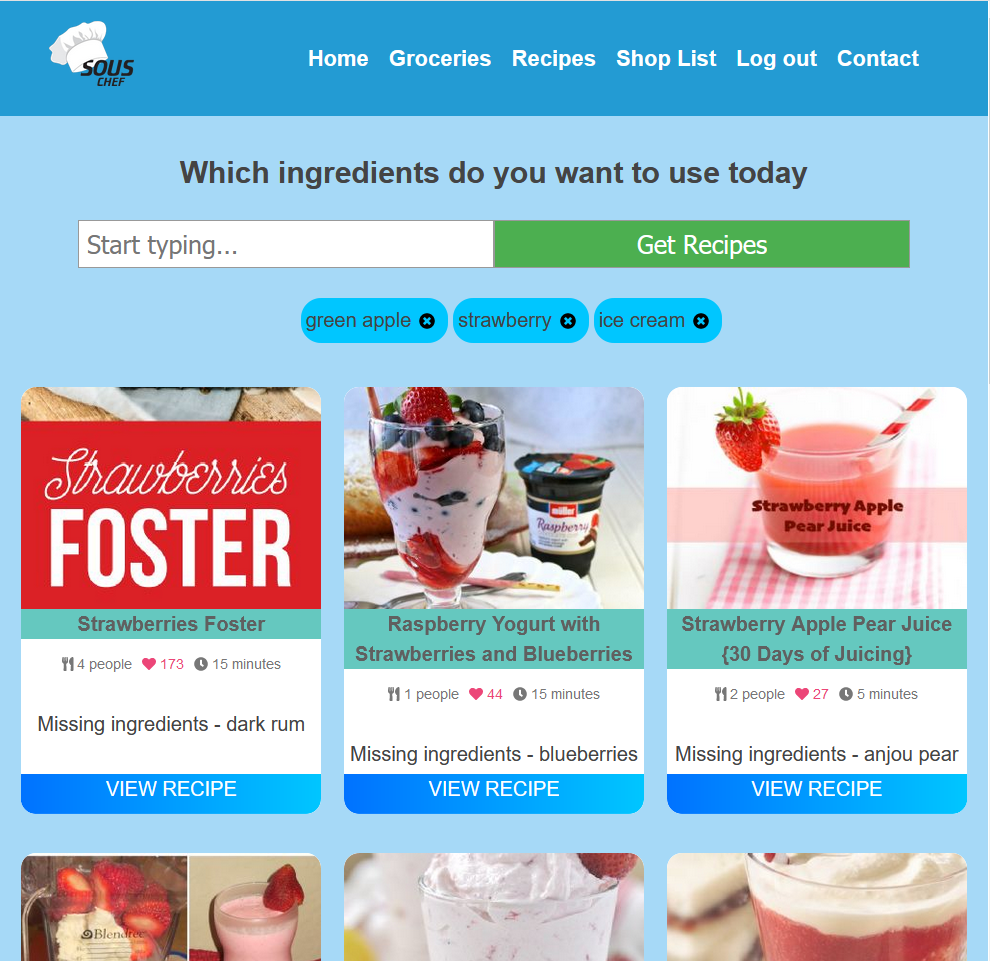 SOUS
CHEF
Home Groceries Recipes Shop List Log out Contact
Which ingredients do you want to use today
Start typing... Get Recipes
green apple strawberry ice cream
Strawberries
FOSTER
müller
Raspberry
Strawberry Apple
Pear Juice
Strawberries Foster
4 people 173 15 minutes
Missing ingredients - dark rum
VIEW RECIPE
Raspberry Yogurt with
Strawberries and Blueberries
1 people 44 15 minutes
Missing ingredients - blueberries
VIEW RECIPE
Strawberry Apple Pear Juice
{30 Days of Juicing}
2 people 27 5 minutes
Missing ingredients - anjou pear
VIEW RECIPE
Blendtec